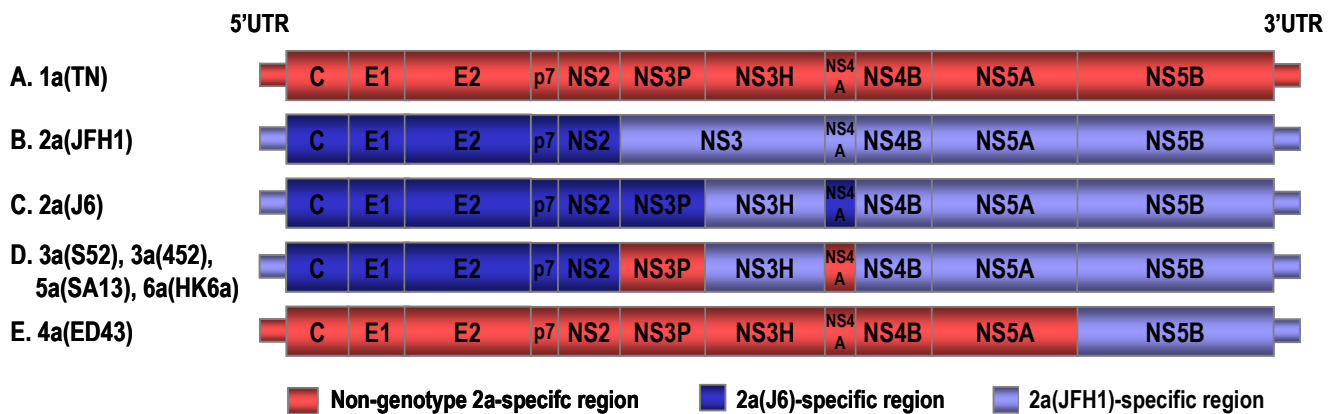 5'UTR 3'UTR
A. 1a(TN) C E1 E2 p7 NS2 NS3P NS3H NS4 A NS4B NS5A NS5B
B. 2a(JFH1) C E1 E2 p7 NS2 NS3 NS4 A NS4B NS5A NS5B
C. 2a(J6) C E1 E2 p7 NS2 NS3P NS3H NS4 A NS4B NS5A NS5B
D. 3a(S52), 3a(452),
5a(SA13), 6a(HK6a) C E1 E2 p7 NS2 NS3P NS3H NS4 A NS4B NS5A NS5B
E. 4a(ED43) C E1 E2 p7 NS2 NS3P NS3H NS4 A NS4B NS5A NS5B
Non-genotype 2a-specifc region 2a(J6)-specific region 2a(JFH1)-specific region